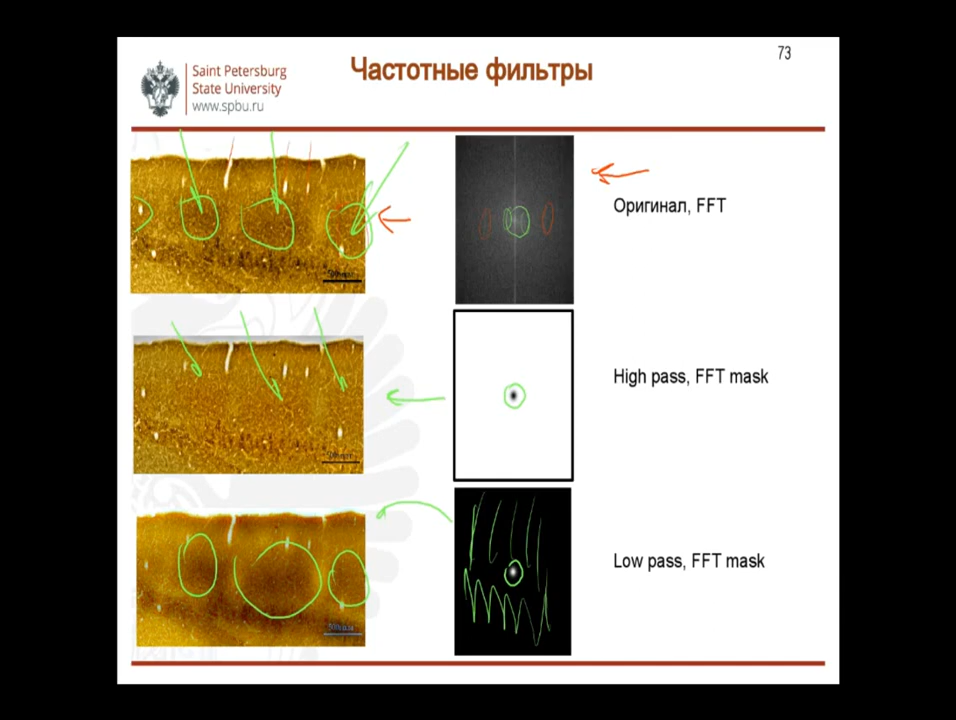 73
Частотные фильтры
Saint Petersburg
State University
www.spbu.ru
Оригинал, FFT
High pass, FFT mask
Low pass, FFT mask